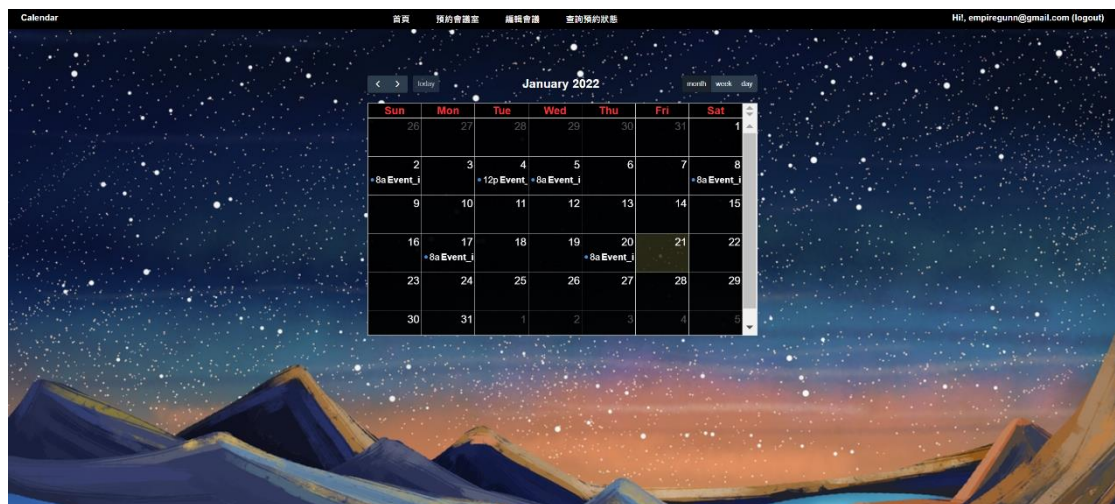 Calendar 首頁 預約會議室 編輯會議 查詢預約狀態 Hi!, empiregunn@gmail.com (logout)
< > today January 2022 month week day
Sun Mon Tue Wed Thu Fri Sat
26 27 28 29 30 31 1
2 3 4 5 6 7 8
8a Event_i 12p Event_ 8a Event_i 8a Event_i
9 10 11 12 13 14 15
16 17 18 19 20 21 22
8a Event_i 8a Event_i
23 24 25 26 27 28 29
30 31 1 2 3 4 5